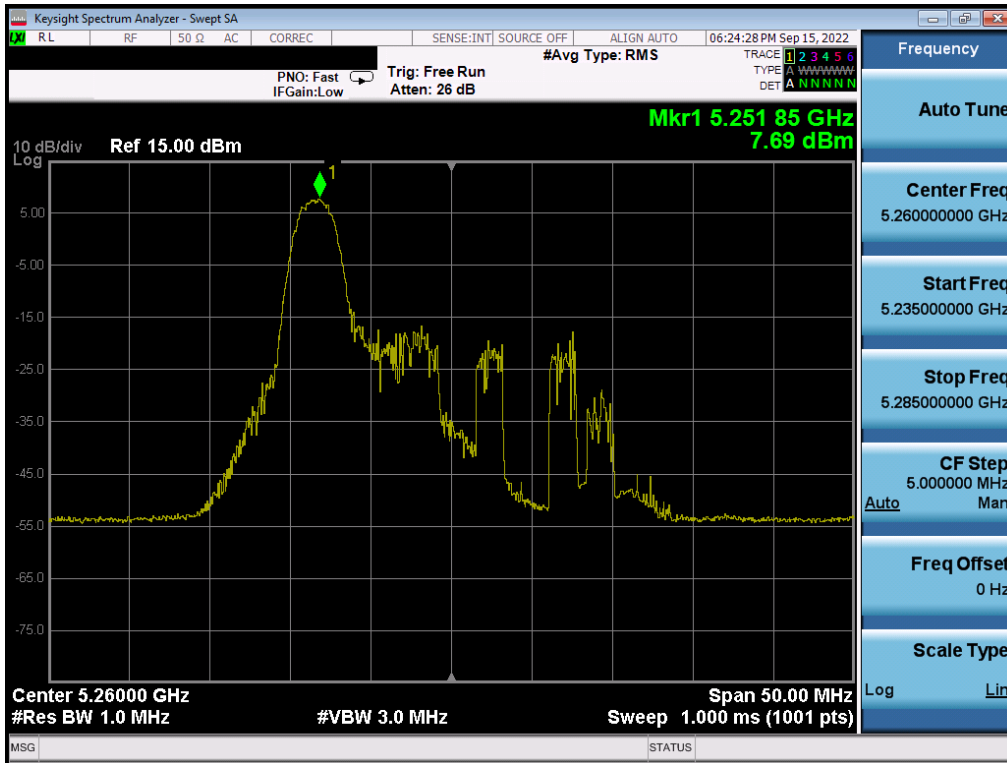 Keysight Spectrum Analyzer - Swept SA
LXI RL RF 50 Ω AC CORREC SENSE:INT SOURCE OFF ALIGN AUTO 06:24:28 PM Sep 15, 2022
#Avg Type: RMS
PNO: Fast
IFGain:Low
Trig: Free Run
Atten: 26 dB
TRACE 1 2 3 4 5 6
TYPE A WWWWW
DET A N N N N N
Mkr1 5.251 85 GHz
7.69 dBm
10 dB/div Ref 15.00 dBm
Log
1
5.00
-5.00
-15.0
-25.0
-35.0
-45.0
-55.0
-65.0
-75.0
Center 5.26000 GHz Span 50.00 MHz
#Res BW 1.0 MHz #VBW 3.0 MHz Sweep 1.000 ms (1001 pts)
MSG STATUS
Frequency
Auto Tune
Center Freq
5.260000000 GHz
Start Freq
5.235000000 GHz
Stop Freq
5.285000000 GHz
CF Step
5.000000 MHz
Auto Man
Freq Offset
0 Hz
Scale Type
Log Lin